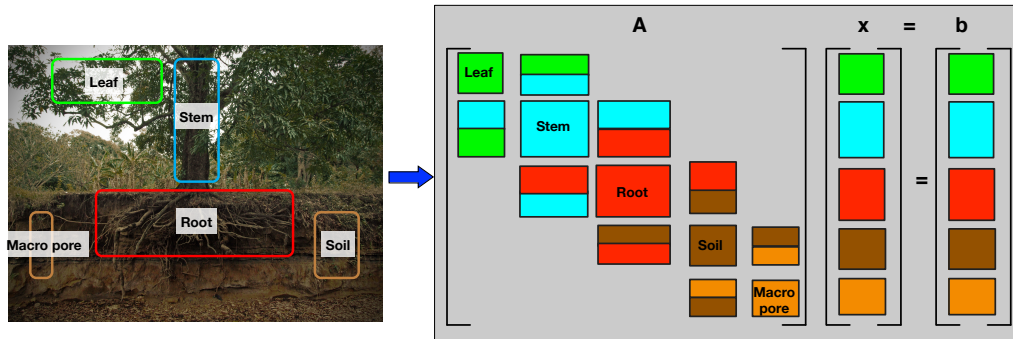 Leaf
Stem
Root
Macro pore
Soil
A
x
=
b
Leaf
Stem
Root
Soil
Macro
pore
=